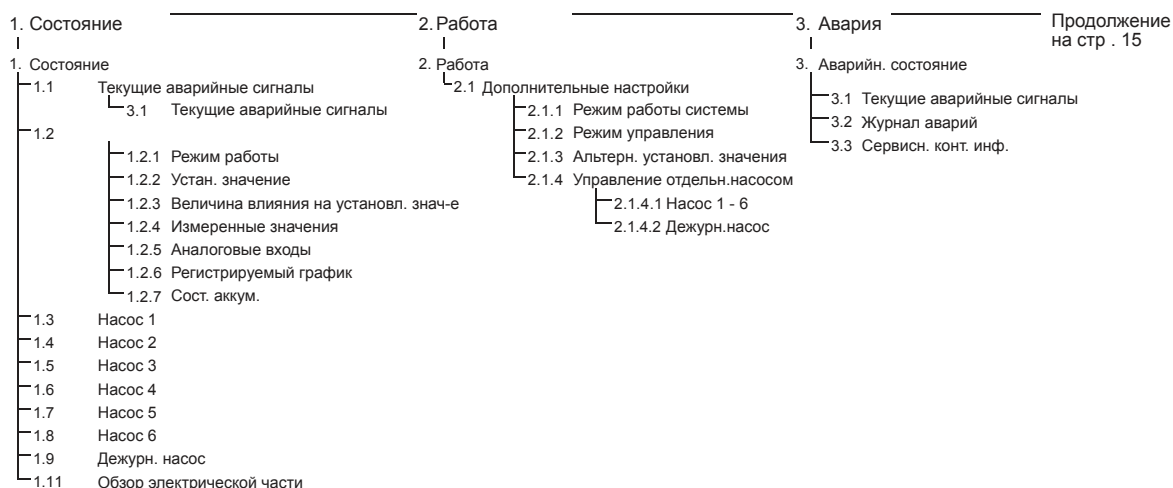 1. Состояние
2. Работа
3. Авария
Продолжение
на стр . 15
1. Состояние
1.1 Текущие аварийные сигналы
3.1 Текущие аварийные сигналы
1.2
1.2.1 Режим работы
1.2.2 Устан. значение
1.2.3 Величина влияния на установл. знач-е
1.2.4 Измеренные значения
1.2.5 Аналоговые входы
1.2.6 Регистрируемый график
1.2.7 Сост. аккум.
1.3 Насос 1
1.4 Насос 2
1.5 Насос 3
1.6 Насос 4
1.7 Насос 5
1.8 Насос 6
1.9 Дежурн. насос
1.11 Обзор электрической части
2. Работа
2.1 Дополнительные настройки
2.1.1 Режим работы системы
2.1.2 Режим управления
2.1.3 Альтерн. установл. значения
2.1.4 Управление отдельн.насосом
2.1.4.1 Насос 1 - 6
2.1.4.2 Дежурн.насос
3. Аварийн. состояние
3.1 Текущие аварийные сигналы
3.2 Журнал аварий
3.3 Сервисн. конт. инф.